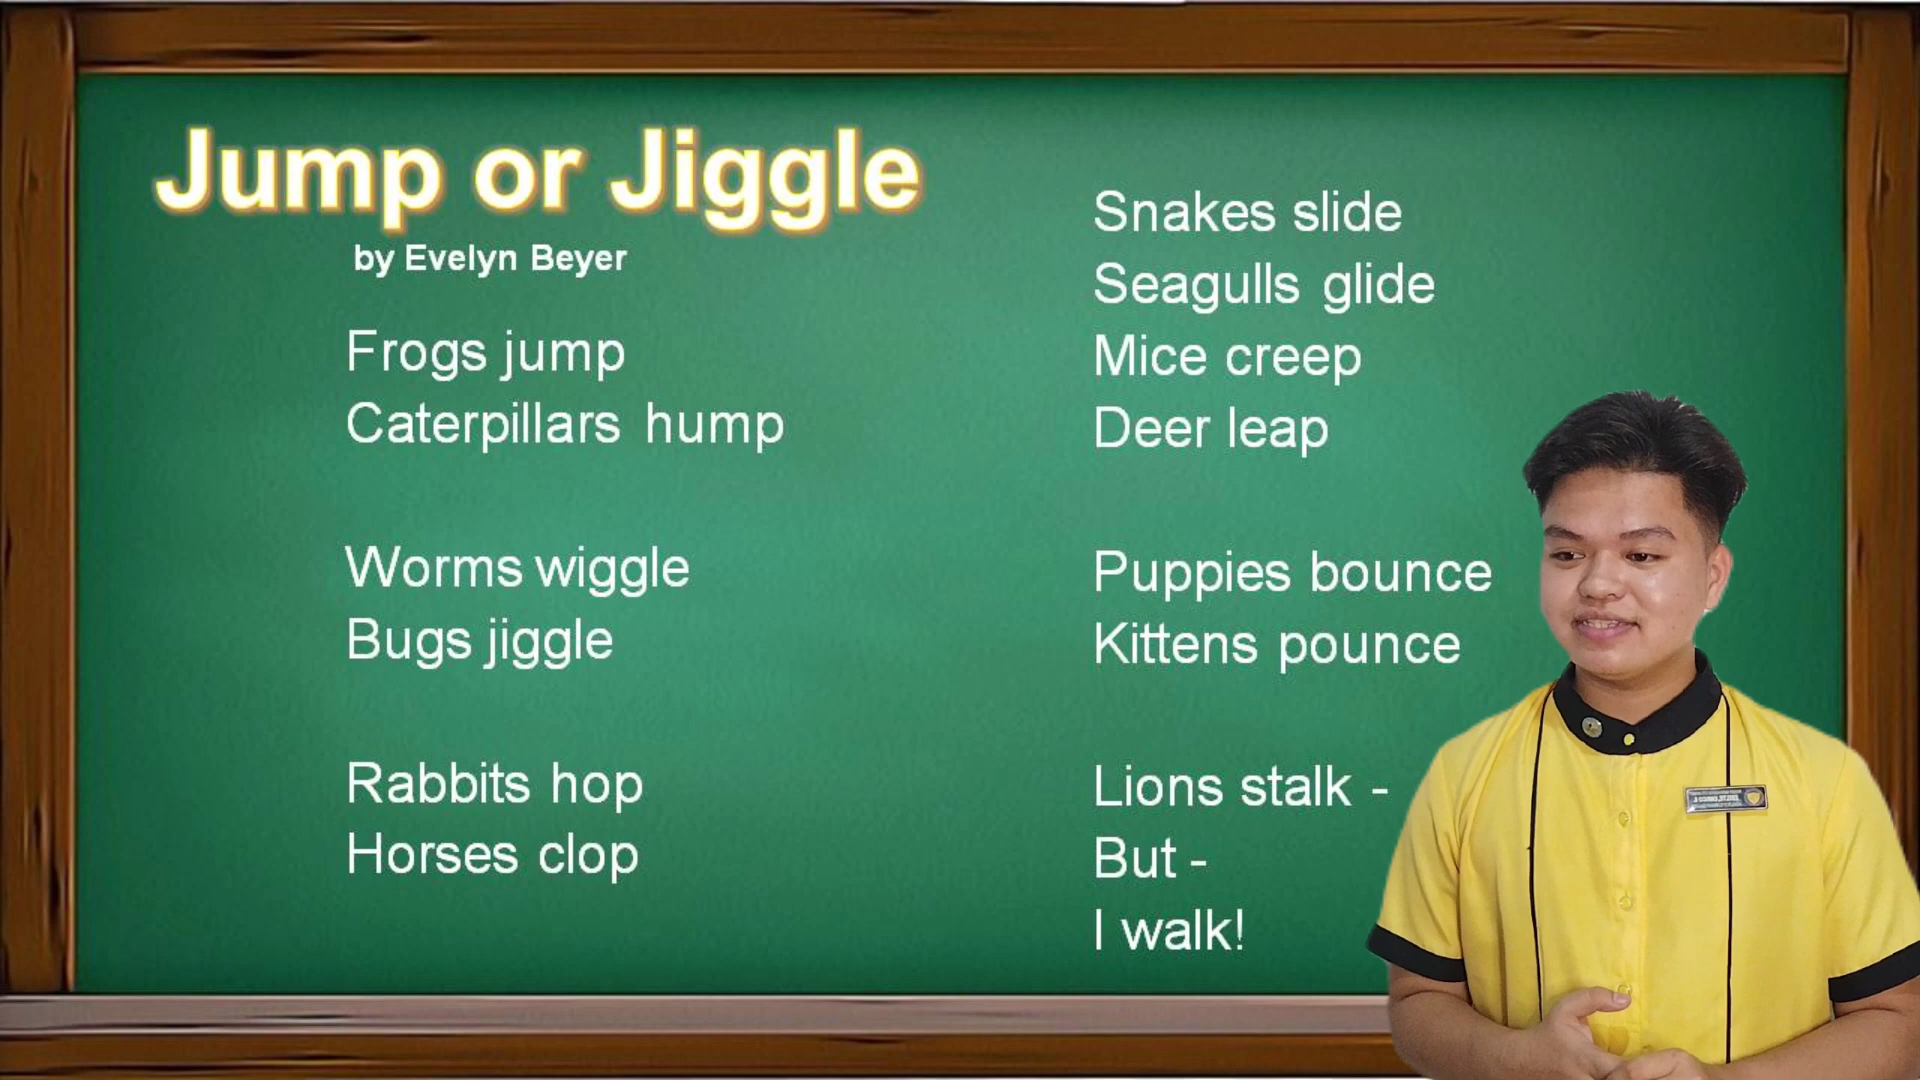 Jump or Jiggle
by Evelyn Beyer
Frogs jump
Caterpillars hump
Worms wiggle
Bugs jiggle
Rabbits hop
Horses clop
Snakes slide
Seagulls glide
Mice creep
Deer leap
Puppies bounce
Kittens pounce
Lions stalk -
But -
I walk!